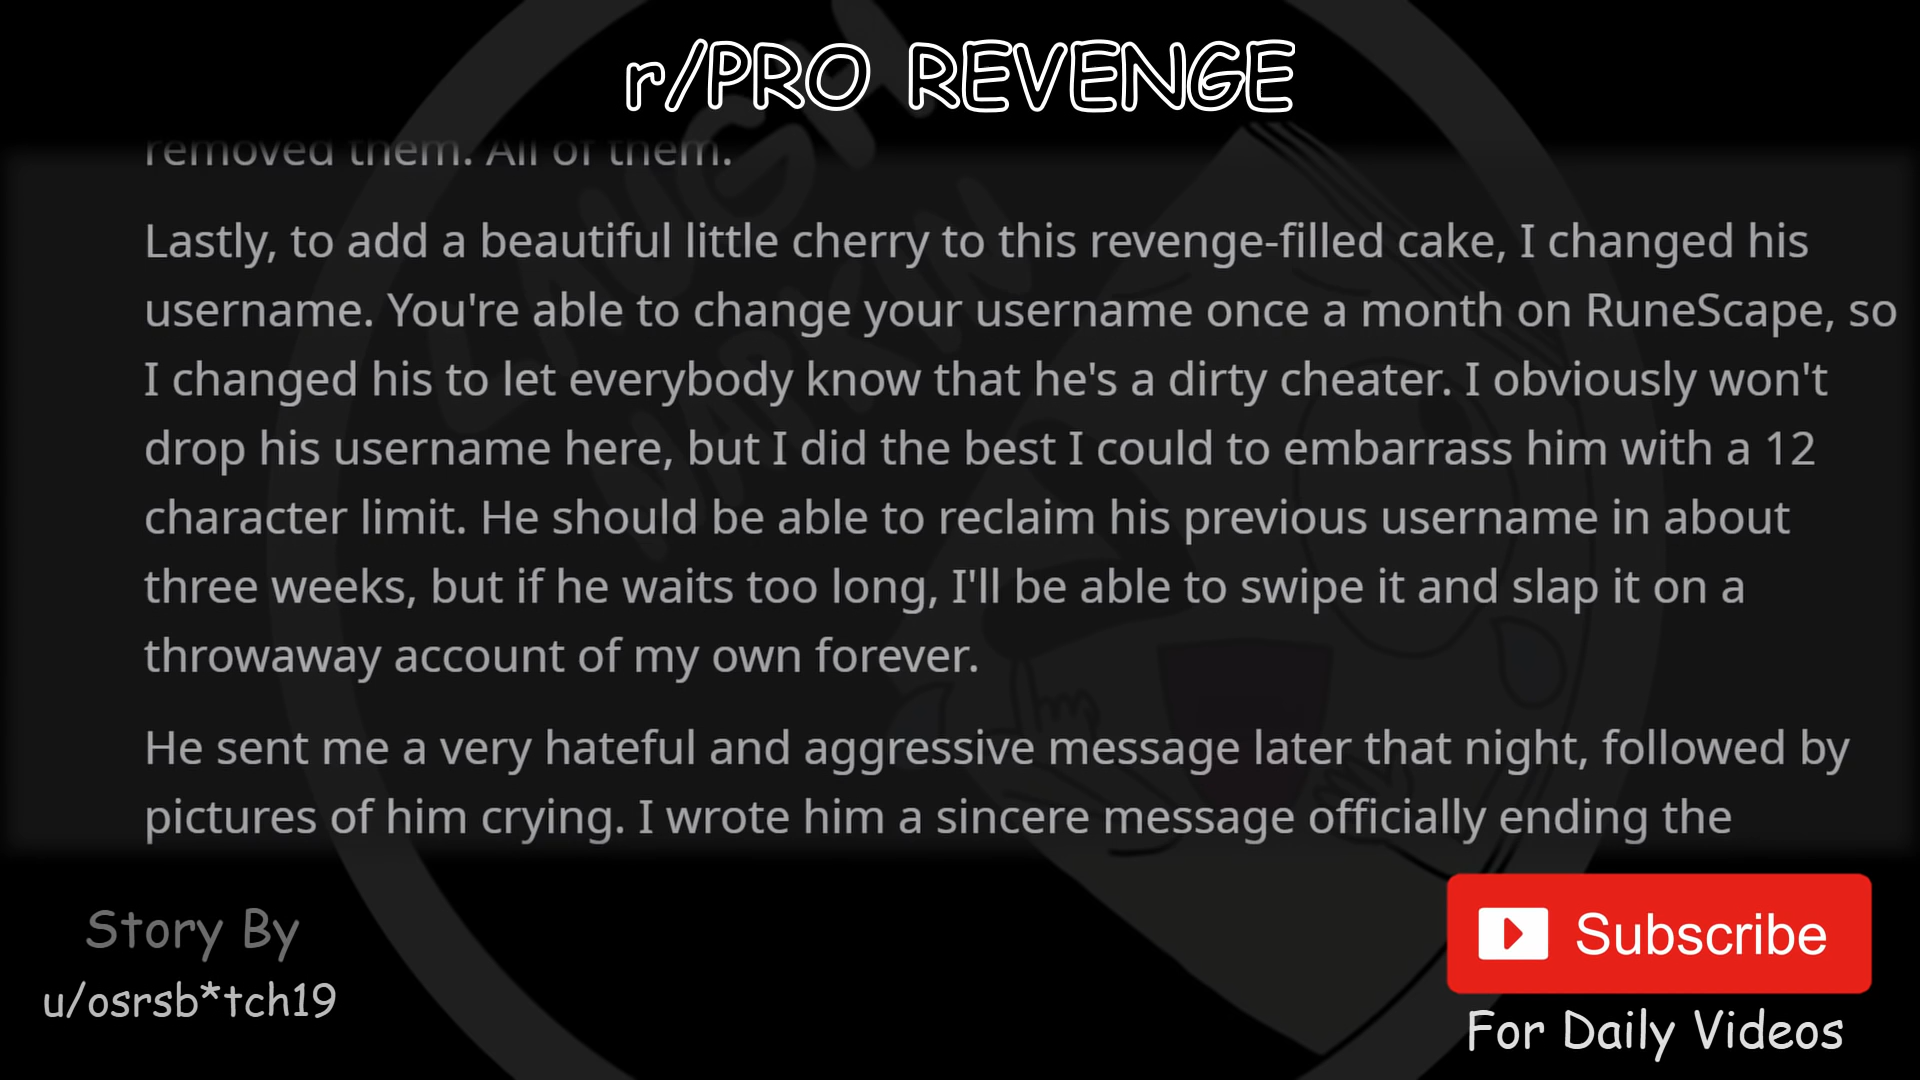 r/PRO REVENGE
removed them. All of them.
Lastly, to add a beautiful little cherry to this revenge-filled cake, I changed his
username. You're able to change your username once a month on RuneScape, so
I changed his to let everybody know that he's a dirty cheater. I obviously won't
drop his username here, but I did the best I could to embarrass him with a 12
character limit. He should be able to reclaim his previous username in about
three weeks, but if he waits too long, I'll be able to swipe it and slap it on a
throwaway account of my own forever.
He sent me a very hateful and aggressive message later that night, followed by
pictures of him crying. I wrote him a sincere message officially ending the
LAUGH
NAPKIN
Story By
u/osrsb*tch19
Subscribe
For Daily Videos